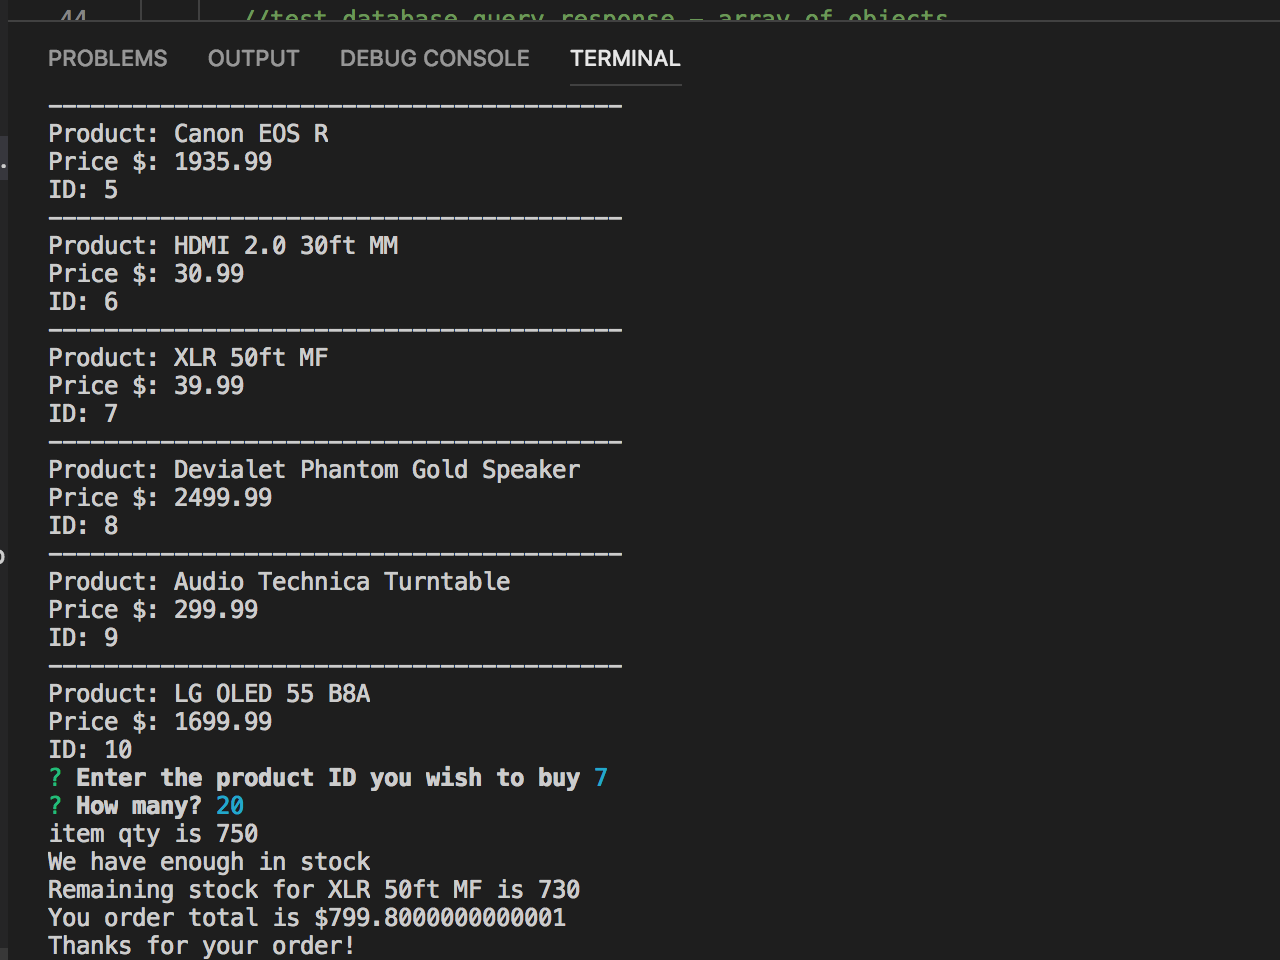 44 //test database query response – array of objects
PROBLEMS OUTPUT DEBUG CONSOLE TERMINAL
-----------------------------------------
Product: Canon EOS R
Price $: 1935.99
ID: 5
-----------------------------------------
Product: HDMI 2.0 30ft MM
Price $: 30.99
ID: 6
-----------------------------------------
Product: XLR 50ft MF
Price $: 39.99
ID: 7
-----------------------------------------
Product: Devialet Phantom Gold Speaker
Price $: 2499.99
ID: 8
-----------------------------------------
Product: Audio Technica Turntable
Price $: 299.99
ID: 9
-----------------------------------------
Product: LG OLED 55 B8A
Price $: 1699.99
ID: 10
? Enter the product ID you wish to buy 7
? How many? 20
item qty is 750
We have enough in stock
Remaining stock for XLR 50ft MF is 730
You order total is $799.8000000000001
Thanks for your order!